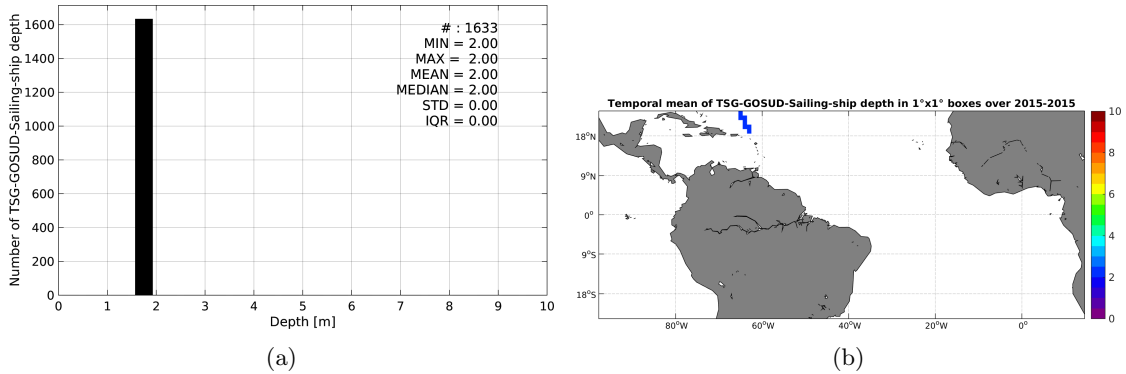 Number of TSG-GOSUD-Sailing-ship depth
1600
1400
1200
1000
800
600
400
200
0
# : 1633
MIN = 2.00
MAX =  2.00
MEAN = 2.00
MEDIAN = 2.00
STD = 0.00
IQR = 0.00
0 1 2 3 4 5 6 7 8 9 10
Depth [m]
(a)
Temporal mean of TSG-GOSUD-Sailing-ship depth in 1°x1° boxes over 2015-2015
18°N
9°N
0°
9°S
18°S
80°W 60°W 40°W 20°W 0°
10
8
6
4
2
0
(b)